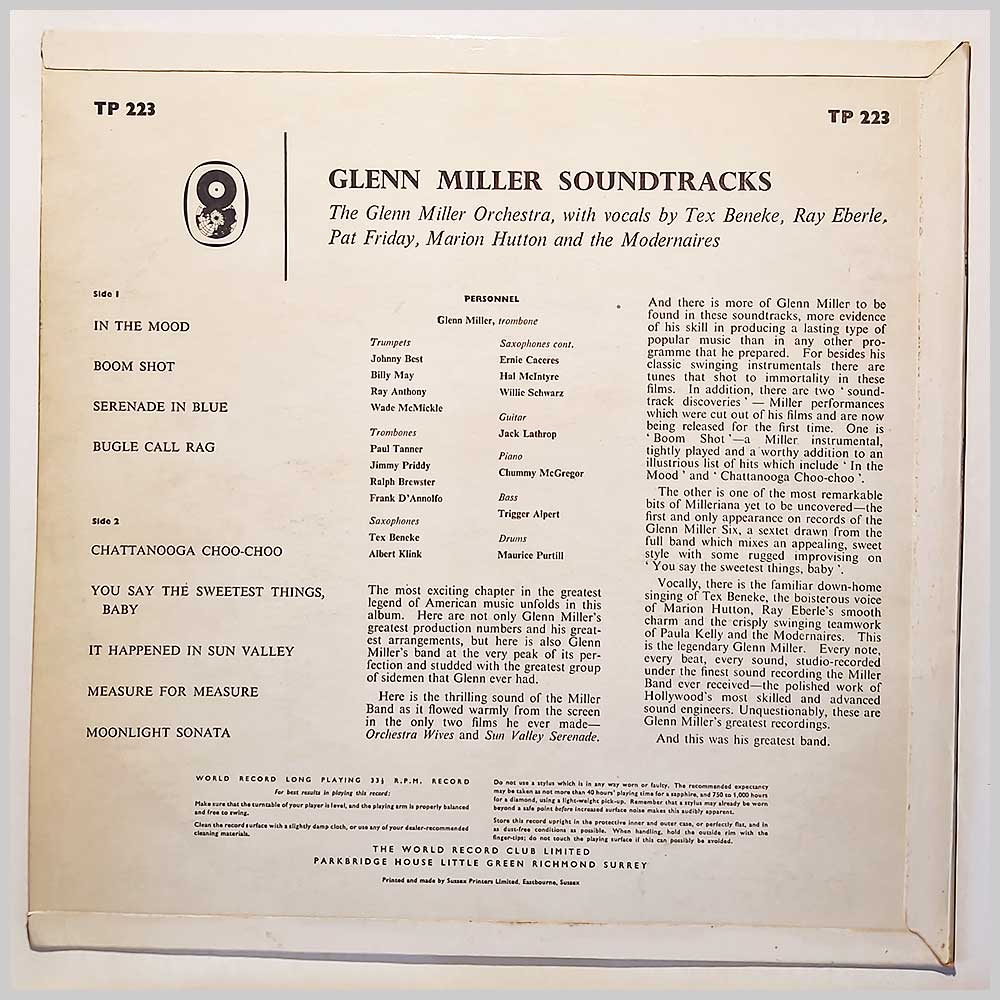 TP 223
TP 223
GLENN MILLER SOUNDTRACKS
The Glenn Miller Orchestra, with vocals by Tex Beneke, Ray Eberle,
Pat Friday, Marion Hutton and the Modernaires
Side 1
IN THE MOOD
BOOM SHOT
SERENADE IN BLUE
BUGLE CALL RAG
Side 2
CHATTANOOGA CHOO-CHOO
YOU SAY THE SWEETEST THINGS,
BABY
IT HAPPENED IN SUN VALLEY
MEASURE FOR MEASURE
MOONLIGHT SONATA
PERSONNEL
Glenn Miller, trombone
Trumpets
Johnny Best
Billy May
Ray Anthony
Wade McMickle
Trombones
Paul Tanner
Jimmy Priddy
Ralph Brewster
Frank D'Annolfo
Saxophones
Tex Beneke
Albert Klink
Saxophones cont.
Ernie Caceres
Hal McIntyre
Willie Schwarz
Guitar
Jack Lathrop
Piano
Chummy McGregor
Bass
Trigger Alpert
Drums
Maurice Purtill
The most exciting chapter in the greatest
legend of American music unfolds in this
album. Here are not only Glenn Miller's
greatest production numbers and his great-
est arrangements, but here is also Glenn
Miller's band at the very peak of its per-
fection and studded with the greatest group
of sidemen that Glenn ever had.
Here is the thrilling sound of the Miller
Band as it flowed warmly from the screen
in the only two films he ever made—
Orchestra Wives and Sun Valley Serenade.
And there is more of Glenn Miller to be
found in these soundtracks, more evidence
of his skill in producing a lasting type of
popular music than in any other pro-
gramme that he prepared. For besides his
classic swinging instrumentals there are
tunes that shot to immortality in these
films. In addition, there are two 'sound-
track discoveries' — Miller performances
which were cut out of his films and are now
being released for the first time. One is
'Boom Shot'—a Miller instrumental,
tightly played and a worthy addition to an
illustrious list of hits which include 'In the
Mood' and 'Chattanooga Choo-choo'.
The other is one of the most remarkable
bits of Milleriana yet to be uncovered—the
first and only appearance on records of the
Glenn Miller Six, a sextet drawn from the
full band which mixes an appealing, sweet
style with some rugged improvising on
'You say the sweetest things, baby'.
Vocally, there is the familiar down-home
singing of Tex Beneke, the boisterous voice
of Marion Hutton, Ray Eberle's smooth
charm and the crisply swinging teamwork
of Paula Kelly and the Modernaires. This
is the legendary Glenn Miller. Every note,
every beat, every sound, studio-recorded
under the finest sound recording the Miller
Band ever received—the polished work of
Hollywood's most skilled and advanced
sound engineers. Unquestionably, these are
Glenn Miller's greatest recordings.
And this was his greatest band.
WORLD RECORD LONG PLAYING 33⅓ R.P.M. RECORD
For best results in playing this record:
Make sure that the turntable of your player is level, and the playing arm is properly balanced
and free to swing.
Clean the record surface with a slightly damp cloth, or use any of your dealer-recommended
cleaning materials.
Do not use a stylus which is in any way worn or faulty. The recommended expectancy
may be taken as not more than 40 hours' playing time for a sapphire, and 750 to 1,000 hours
for a diamond, using a light-weight pick-up. Remember that a stylus may already be worn
beyond a safe point before increased surface noise makes this audibly apparent.
Store this record upright in the protective inner and outer case, or perfectly flat, and in
as dust-free conditions as possible. When handling, hold the outside rim with the
finger-tips; do not touch the playing surface if this can possibly be avoided.
THE WORLD RECORD CLUB LIMITED
PARKBRIDGE HOUSE LITTLE GREEN RICHMOND SURREY
Printed and made by Sussex Printers Limited, Eastbourne, Sussex